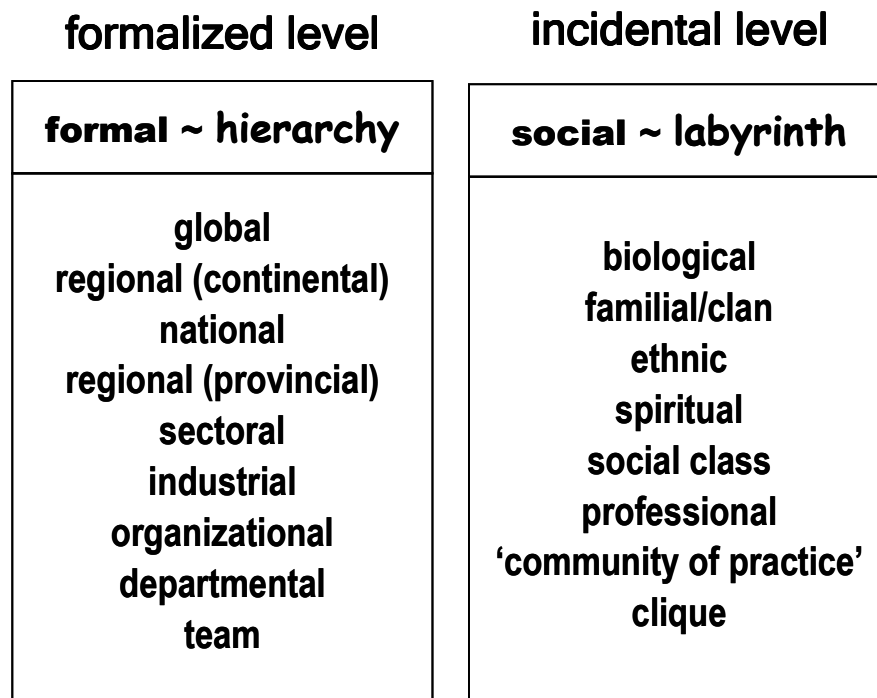 formalized level
formal ~ hierarchy
global
regional (continental)
national
regional (provincial)
sectoral
industrial
organizational
departmental
team
incidental level
social ~ labyrinth
biological
familial/clan
ethnic
spiritual
social class
professional
‘community of practice’
clique